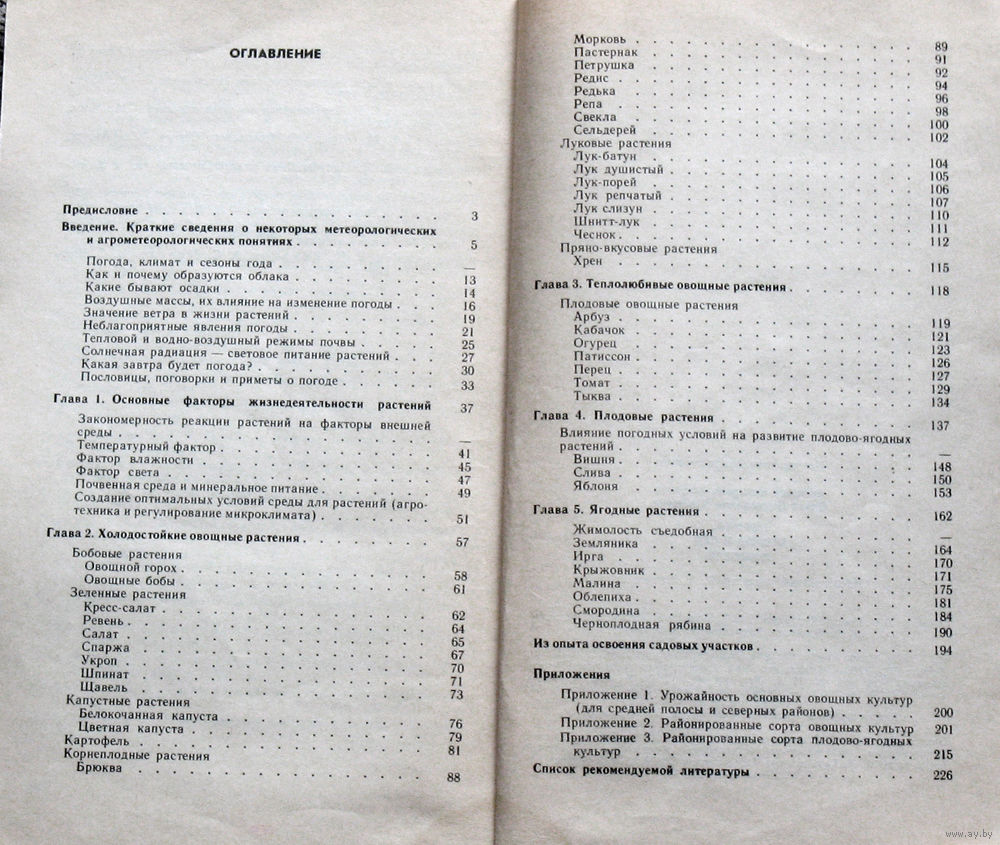 ОГЛАВЛЕНИЕ
Предисловие . . . . . . . . . . . . . . . . 3
Введение. Краткие сведения о некоторых метеорологических
и агрометеорологических понятиях . . . . . . . . 5
Погода, климат и сезоны года . . . . . . . . —
Как и почему образуются облака . . . . . . . . 13
Какие бывают осадки . . . . . . . . 14
Воздушные массы, их влияние на изменение погоды . . . 16
Значение ветра в жизни растений . . . . . . . . 19
Неблагоприятные явления погоды . . . . . . . . 21
Тепловой и водно-воздушный режимы почвы . . . . . 25
Солнечная радиация — световое питание растений . . . 27
Какая завтра будет погода? . . . . . . . . 30
Пословицы, поговорки и приметы о погоде . . . . . 33
Глава 1. Основные факторы жизнедеятельности растений 37
Закономерность реакции растений на факторы внешней
среды . . . . . . . . —
Температурный фактор . . . . . . . . 41
Фактор влажности . . . . . . . . 45
Фактор света . . . . . . . . 47
Почвенная среда и минеральное питание . . . . . 49
Создание оптимальных условий среды для растений (агро-
техника и регулирование микроклимата) . . . . . 51
Глава 2. Холодостойкие овощные растения . . . . . . . 57
Бобовые растения
Овощной горох . . . . . . . . 58
Овощные бобы . . . . . . . . 61
Зеленные растения
Кресс-салат . . . . . . . . 62
Ревень . . . . . . . . 64
Салат . . . . . . . . 65
Спаржа . . . . . . . . 67
Укроп . . . . . . . . 70
Шпинат . . . . . . . . 71
Щавель . . . . . . . . 73
Капустные растения
Белокочанная капуста . . . . . . . . 76
Цветная капуста . . . . . . . . 79
Картофель . . . . . . . . 81
Корнеплодные растения
Брюква . . . . . . . . 88
Морковь . . . . . . . . 89
Пастернак . . . . . . . . 91
Петрушка . . . . . . . . 92
Редис . . . . . . . . 94
Редька . . . . . . . . 96
Репа . . . . . . . . 98
Свекла . . . . . . . . 100
Сельдерей . . . . . . . . 102
Луковые растения
Лук-батун . . . . . . . . 104
Лук душистый . . . . . . . . 105
Лук-порей . . . . . . . . 106
Лук репчатый . . . . . . . . 107
Лук слизун . . . . . . . . 110
Шнитт-лук . . . . . . . . 111
Чеснок . . . . . . . . 112
Пряно-вкусовые растения
Хрен . . . . . . . . 115
Глава 3. Теплолюбивые овощные растения . . . . . . . 118
Плодовые овощные растения
Арбуз . . . . . . . . 119
Кабачок . . . . . . . . 121
Огурец . . . . . . . . 123
Патиссон . . . . . . . . 126
Перец . . . . . . . . 127
Томат . . . . . . . . 129
Тыква . . . . . . . . 134
Глава 4. Плодовые растения . . . . . . . . 137
Влияние погодных условий на развитие плодово-ягодных
растений . . . . . . . . —
Вишня . . . . . . . . 148
Слива . . . . . . . . 150
Яблоня . . . . . . . . 153
Глава 5. Ягодные растения . . . . . . . . 162
Жимолость съедобная . . . . . . . . —
Земляника . . . . . . . . 164
Ирга . . . . . . . . 170
Крыжовник . . . . . . . . 171
Малина . . . . . . . . 175
Облепиха . . . . . . . . 181
Смородина . . . . . . . . 184
Черноплодная рябина . . . . . . . . 190
Из опыта освоения садовых участков . . . . . . . . 194
Приложения
Приложение 1. Урожайность основных овощных культур
(для средней полосы и северных районов) . . . . . 200
Приложение 2. Районированные сорта овощных культур 201
Приложение 3. Районированные сорта плодово-ягодных
культур . . . . . . . . 215
Список рекомендуемой литературы . . . . . . . . 226
www.ay.by